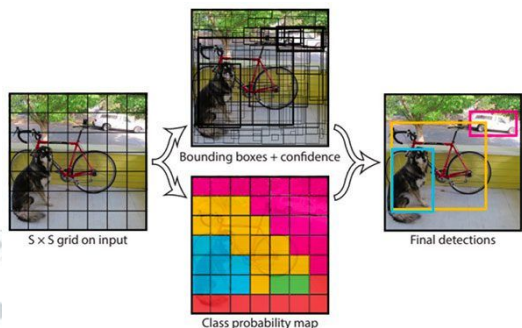 Bounding boxes + confidence
S × S grid on input
Final detections
Class probability map